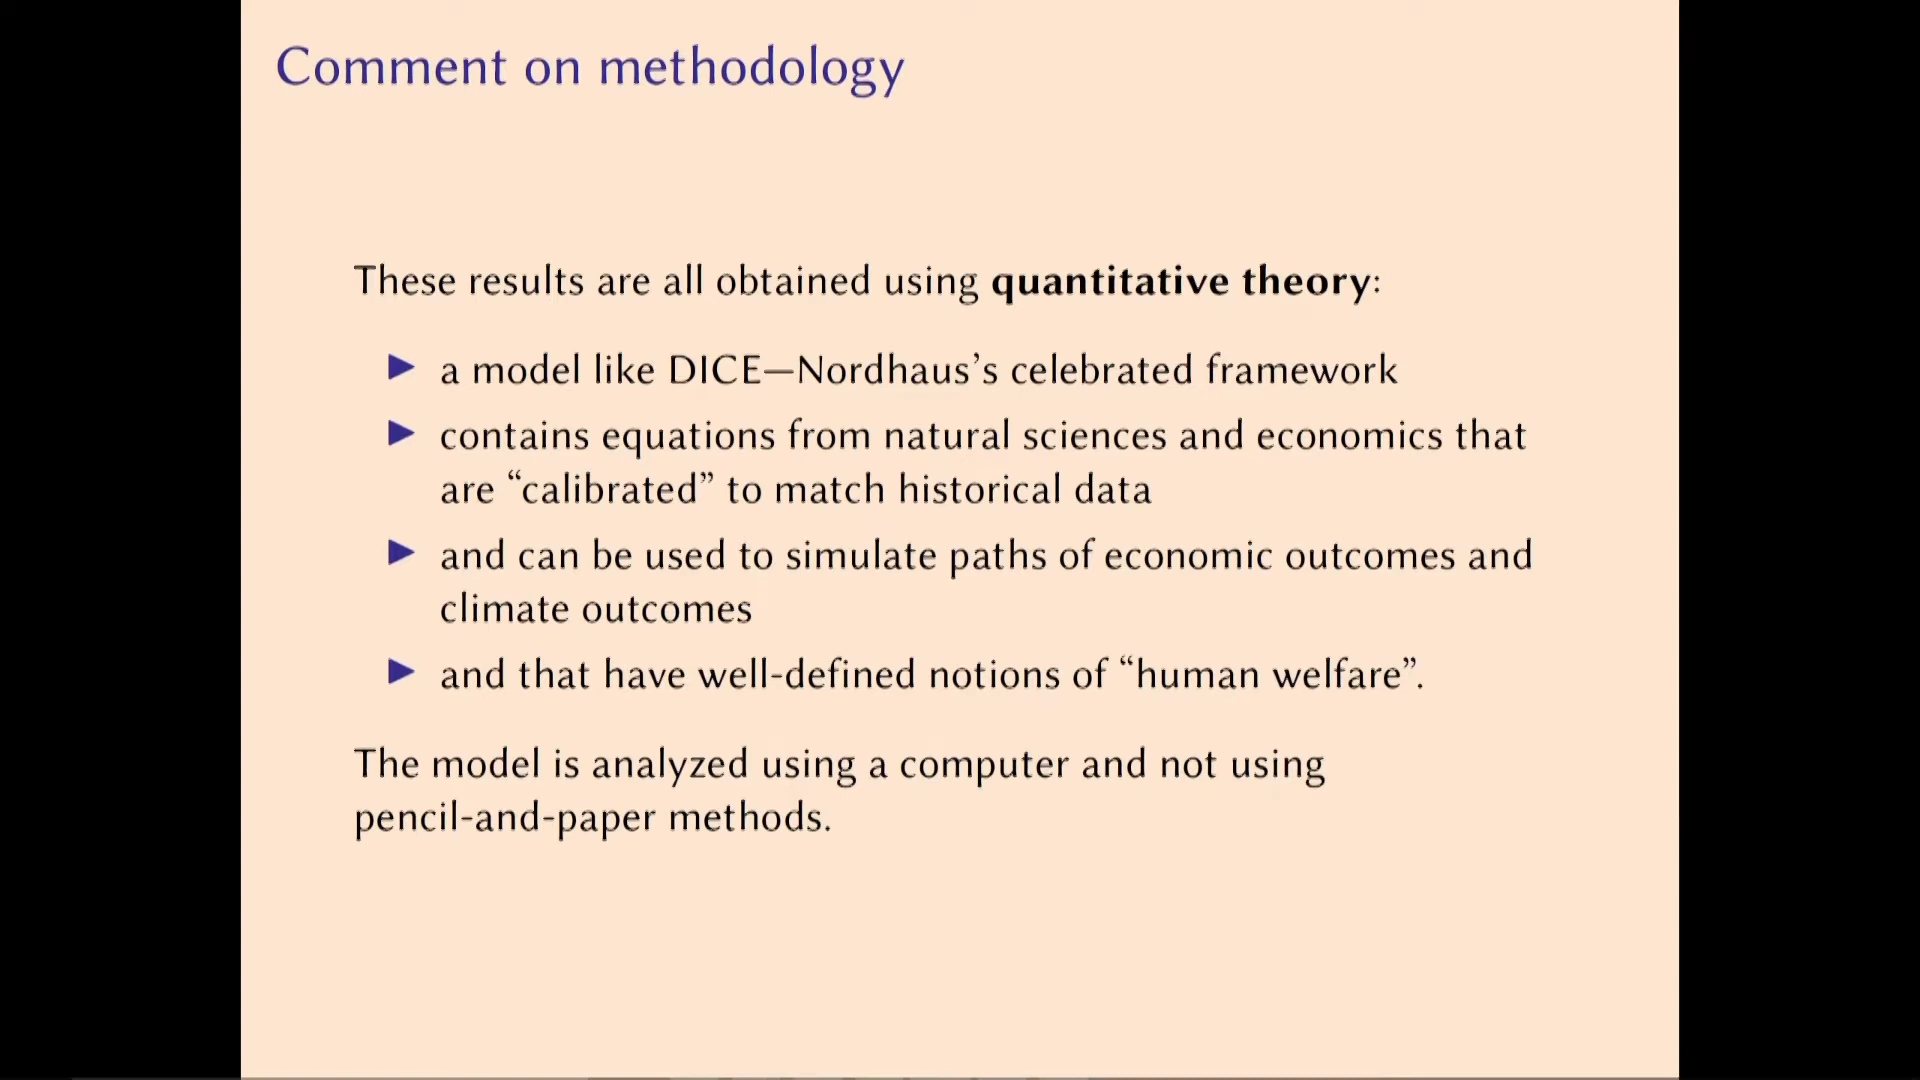 Comment on methodology
These results are all obtained using quantitative theory:
▶ a model like DICE—Nordhaus’s celebrated framework
▶ contains equations from natural sciences and economics that
are “calibrated” to match historical data
▶ and can be used to simulate paths of economic outcomes and
climate outcomes
▶ and that have well-defined notions of “human welfare”.
The model is analyzed using a computer and not using
pencil-and-paper methods.